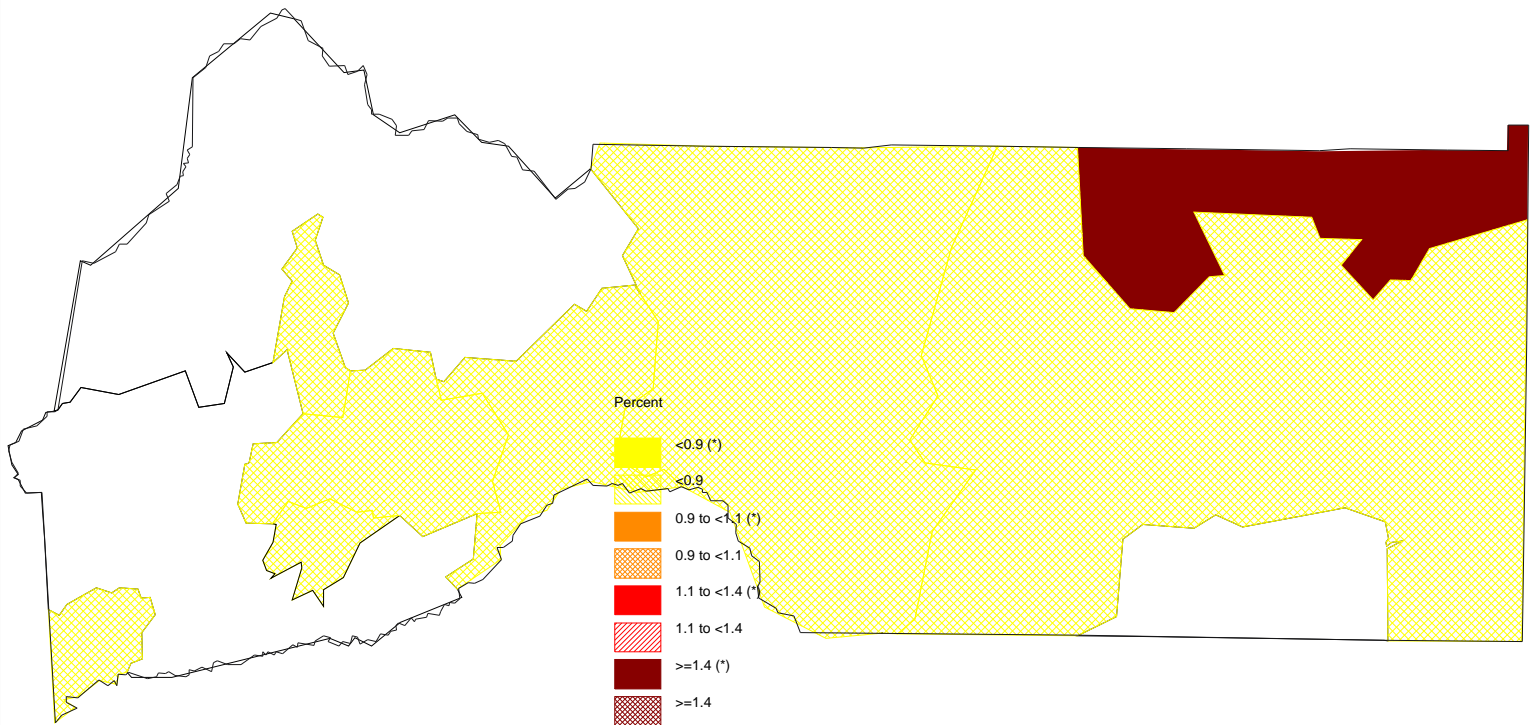 Percent
<0.9 (*)
<0.9
0.9 to <1.1 (*)
0.9 to <1.1
1.1 to <1.4 (*)
1.1 to <1.4
>=1.4 (*)
>=1.4